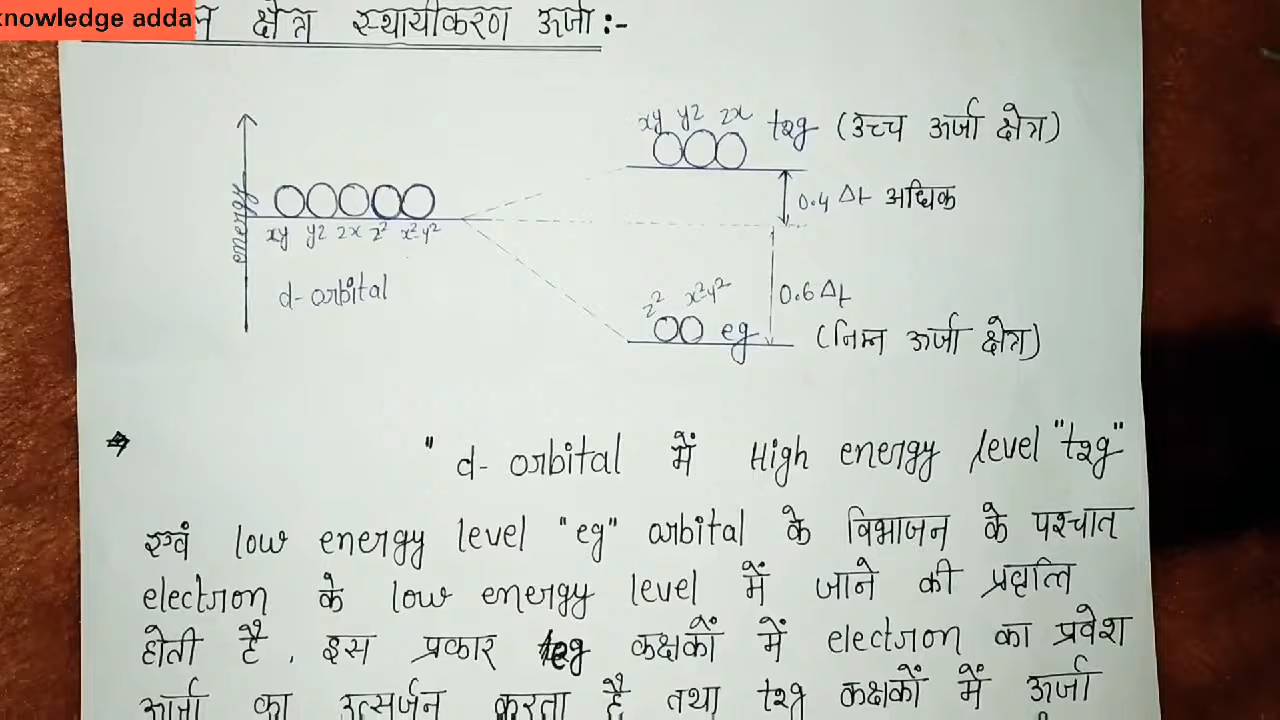 knowledge adda
न क्षेत्र स्थायीकरण ऊर्जा :-
xy yz zx t2g (उच्च ऊर्जा क्षेत्र)
0.4 Δt अधिक
energy
xy yz zx z² x²-y²
d-orbital
z² x²-y² 0.6 Δt
eg (निम्न ऊर्जा क्षेत्र)
" d- orbital में High energy level "t2g"
एवं low energy level "eg" orbital के विभाजन के पश्चात
electron के low energy level में जाने की प्रवृत्ति
होती है, इस प्रकार eg कक्षकों में electron का प्रवेश
ऊर्जा का उत्सर्जन करता है तथा t2g कक्षकों में ऊर्जा